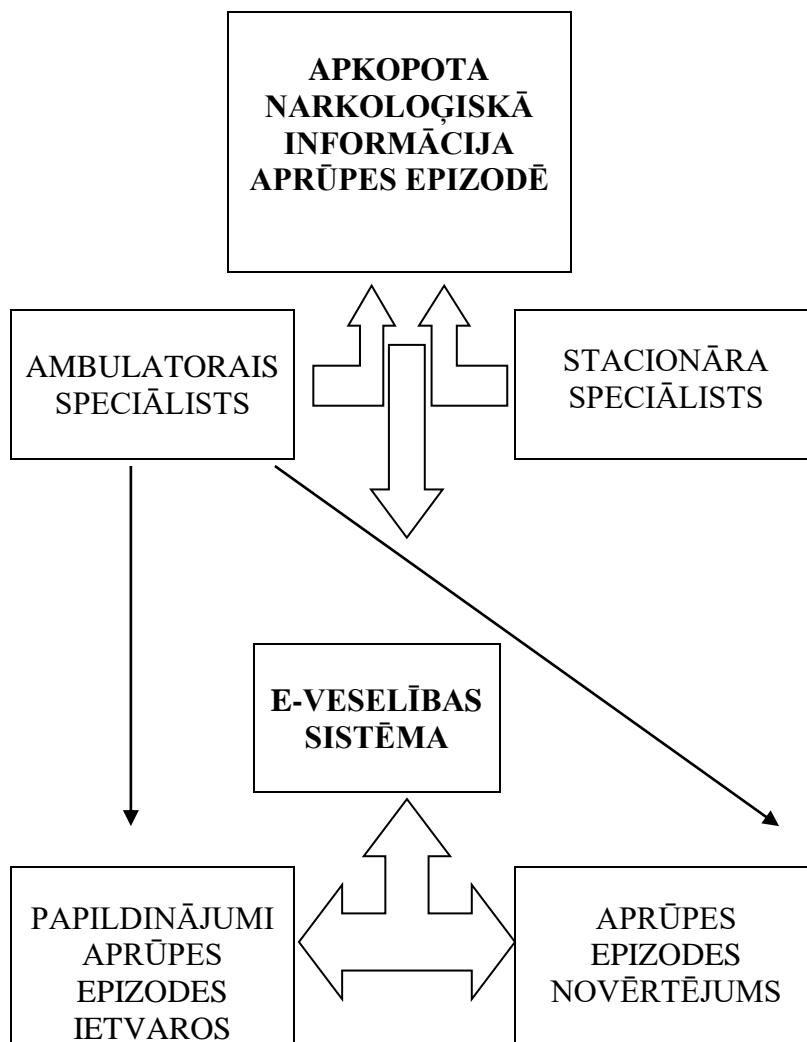 APKOPOTA
NARKOLOĢISKĀ
INFORMĀCIJA
APRŪPES EPIZODĒ
AMBULATORAIS
SPECIĀLISTS
STACIONĀRA
SPECIĀLISTS
E-VESELĪBAS
SISTĒMA
PAPILDINĀJUMI
APRŪPES
EPIZODES
IETVAROS
APRŪPES
EPIZODES
NOVĒRTĒJUMS